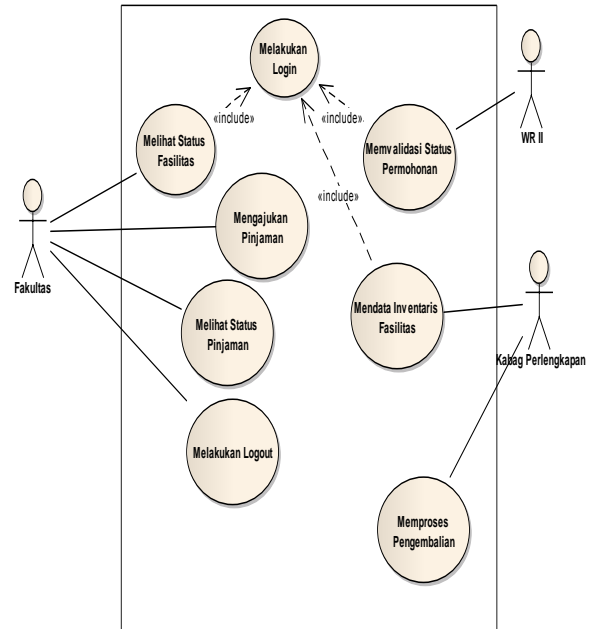 Melakukan
Login
«include»
«include»
WR II
Melihat Status
Fasilitas
Memvalidasi Status
Permohonan
«include»
Mengajukan
Pinjaman
Fakultas
Mendata Inventaris
Fasilitas
Melihat Status
Pinjaman
Kabag Perlengkapan
Melakukan Logout
Memproses
Pengembalian